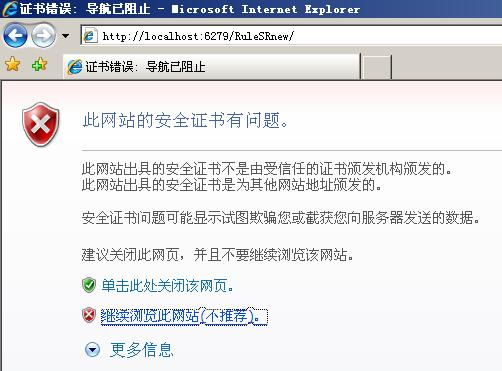 证书错误: 导航已阻止 - Microsoft Internet Explorer
http://localhost:6279/RuleSRnew/
证书错误: 导航已阻止
此网站的安全证书有问题。
此网站出具的安全证书不是由受信任的证书颁发机构颁发的。
此网站出具的安全证书是为其他网站地址颁发的。
安全证书问题可能显示试图欺骗您或截获您向服务器发送的数据。
建议关闭此网页，并且不要继续浏览该网站。
单击此处关闭该网页。
继续浏览此网站(不推荐)。
更多信息